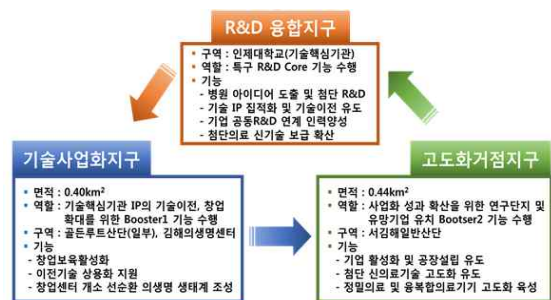 R&D 융합지구
• 구역 : 인제대학교(기술핵심기관)
• 역할 : 특구 R&D Core 기능 수행
• 기능
- 병원 아이디어 도출 및 첨단 R&D
- 기술 IP 집적화 및 기술이전 유도
- 기업 공동R&D 연계 인력양성
- 첨단의료 신기술 보급 확산
기술사업화지구
• 면적 : 0.40km²
• 역할 : 기술핵심기관 IP의 기술이전, 창업
확대를 위한 Booster1 기능 수행
• 구역 : 골든루트산단(일부), 김해의생명센터
• 기능
- 창업보육활성화
- 이전기술 상용화 지원
- 창업센터 개소 선순환 의생명 생태계 조성
고도화거점지구
• 면적 : 0.44km²
• 역할 : 사업화 성과 확산을 위한 연구단지 및
유망기업 유치 Bootser2 기능 수행
• 구역 : 서김해일반산단
• 기능
- 기업 활성화 및 공장설립 유도
- 첨단 신의료기술 고도화 유도
- 정밀의료 및 융복합의료기기 고도화 육성